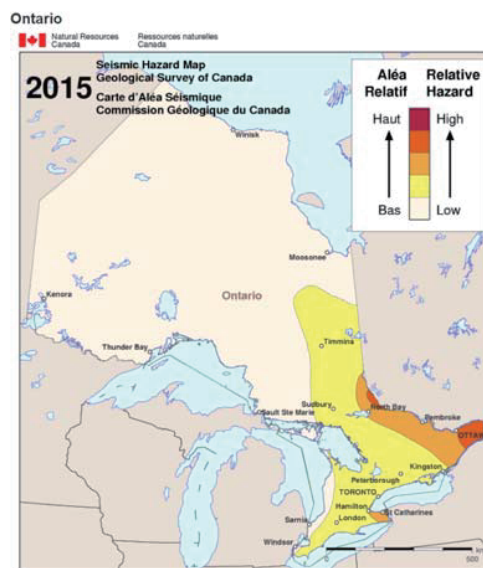 Ontario
Natural Resources Canada
Ressources naturelles Canada
2015
Seismic Hazard Map
Geological Survey of Canada
Carte d'Aléa Séismique
Commission Géologique du Canada
Aléa Relatif
Relative Hazard
Haut
High
Bas
Low
Winisk
Moosonee
Kenora
Ontario
Thunder Bay
Timmins
Sudbury
North Bay
Sault Ste Marie
Pembroke
OTTAWA
Kingston
Peterborough
TORONTO
Hamilton
St Catharines
Sarnia
London
Windsor
km
500